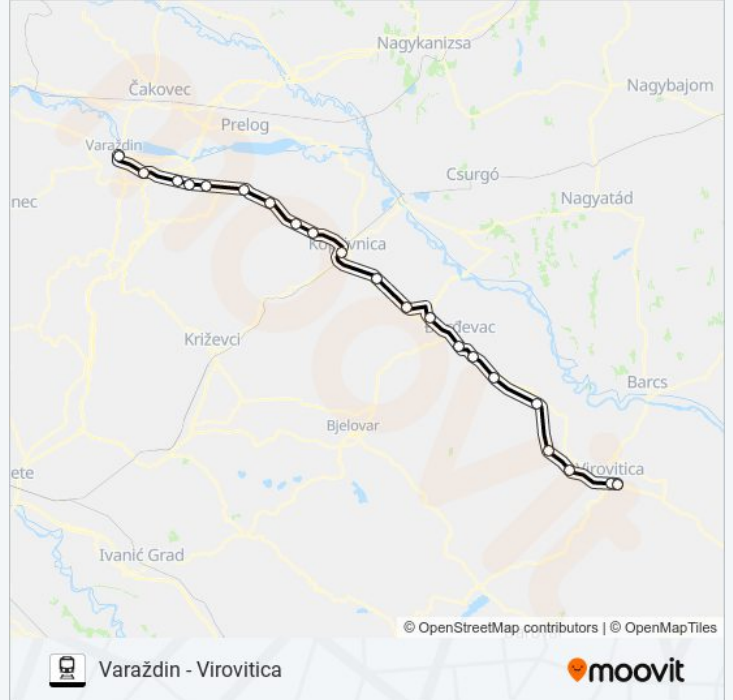 Nagykanizsa
Čakovec
Nagybajom
Prelog
Varaždin
Csurgó
Nagyatád
nec
Koprivnica
Đurđevac
Križevci
Barcs
Bjelovar
ete
Virovitica
Ivanić Grad
© OpenStreetMap contributors | © OpenMapTiles
Varaždin - Virovitica
moovit